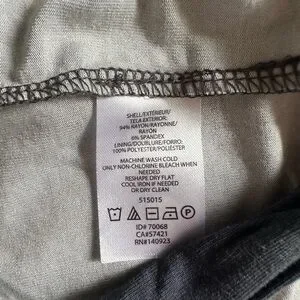 SHELL/EXTÉRIEUR/
TELA EXTERIOR:
94% RAYON/RAYONNE/
RAYÓN
6% SPANDEX
LINING/DOUBLURE/FORRO:
100% POLYESTER/POLIÉSTER
MACHINE WASH COLD
ONLY NON-CHLORINE BLEACH WHEN
NEEDED
RESHAPE DRY FLAT
COOL IRON IF NEEDED
OR DRY CLEAN
515015
ID# 70068
CA#57421
RN#140923